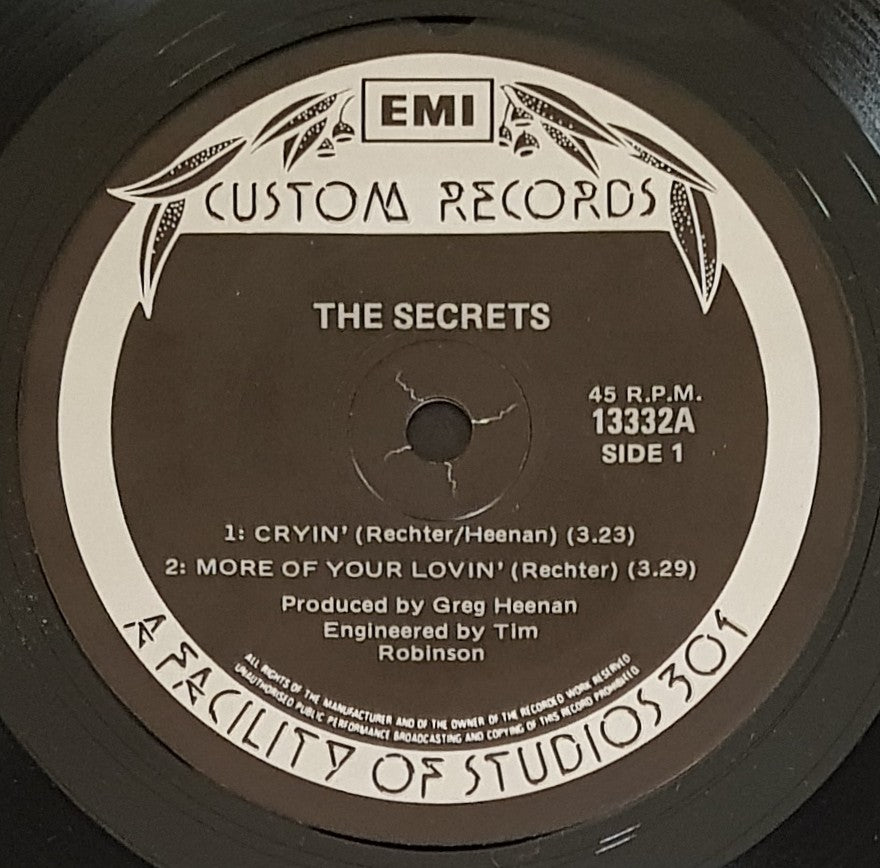 EMI
CUSTOM RECORDS
THE SECRETS
45 R.P.M.
13332A
SIDE 1
1: CRYIN' (Rechter/Heenan) (3.23)
2: MORE OF YOUR LOVIN' (Rechter) (3.29)
Produced by Greg Heenan
Engineered by Tim
Robinson
ALL RIGHTS OF THE MANUFACTURER AND OF THE OWNER OF THE RECORDED WORK RESERVED
UNAUTHORISED PUBLIC PERFORMANCE BROADCASTING AND COPYING OF THIS RECORD PROHIBITED
A FACILITY OF STUDIOS 301